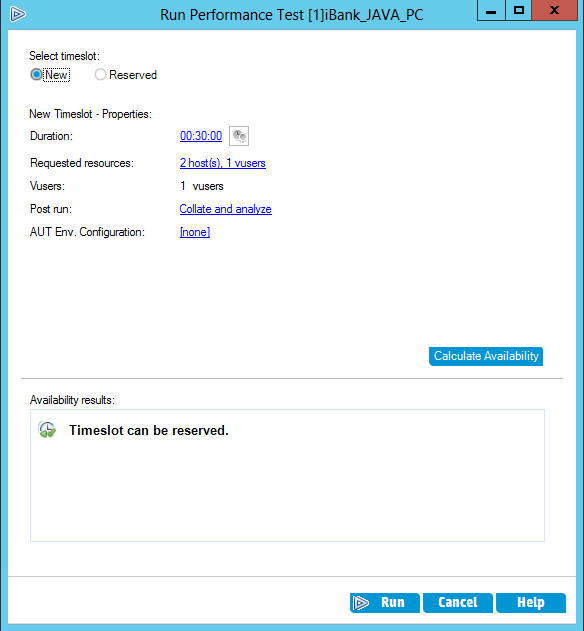 Run Performance Test [1]iBank_JAVA_PC
Select timeslot:
New Reserved
New Timeslot - Properties:
Duration: 00:30:00
Requested resources: 2 host(s), 1 vusers
Vusers: 1 vusers
Post run: Collate and analyze
AUT Env. Configuration: [none]
Calculate Availability
Availability results:
Timeslot can be reserved.
Run Cancel Help